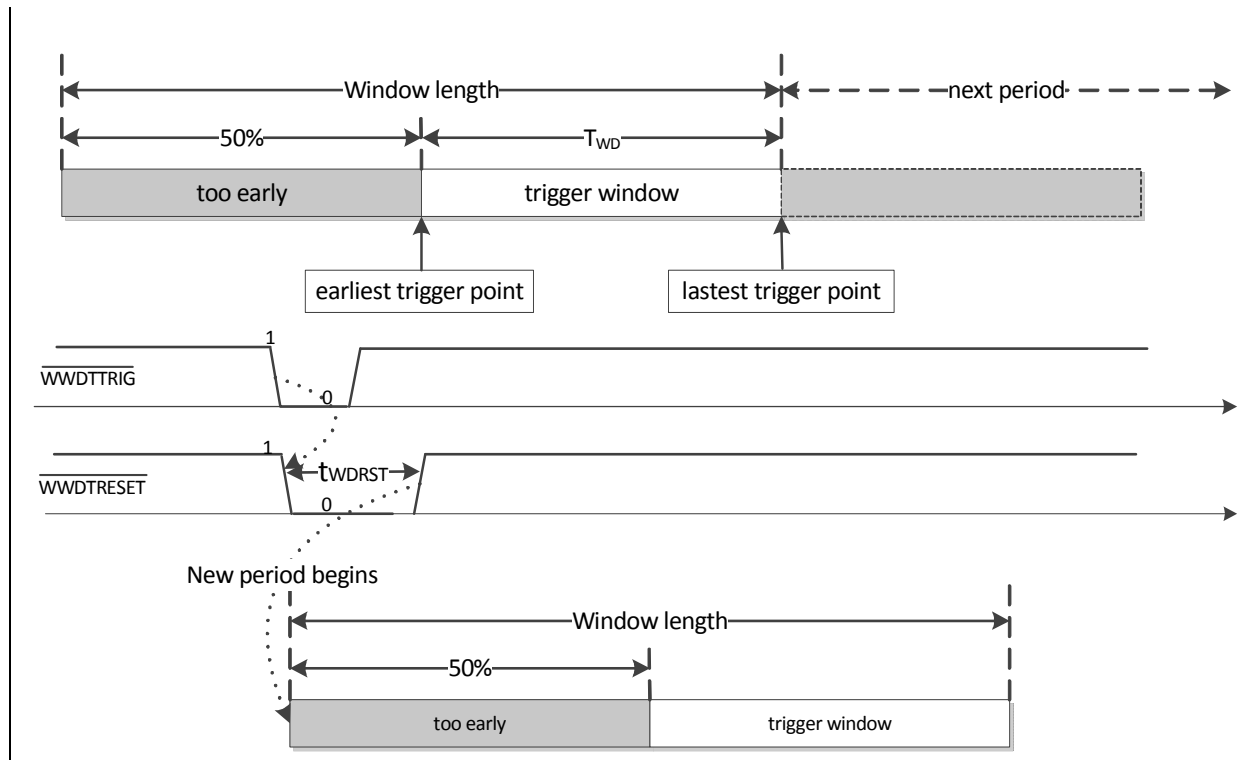 Window length
next period
50%
TWD
too early
trigger window
earliest trigger point
lastest trigger point
1
WWDTTRIG
0
1
tWDRST
WWDTRESET
0
New period begins
Window length
50%
too early
trigger window